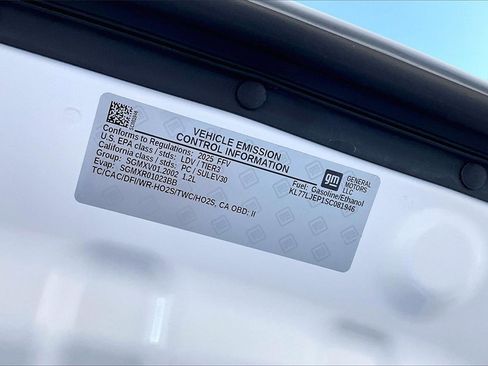 VEHICLE EMISSION
CONTROL INFORMATION
Conforms to Regulations: 2025 FFV
U.S. EPA class / stds: LDV / TIER3
California class / stds: PC / SULEV30
Group: SGMXV01.2002 1.2L
Evap: SGMXR01023BB
TC/CAC/DFI/WR-HO2S/TWC/HO2S, CA OBD: II
gm
GENERAL
MOTORS
LLC
Fuel: Gasoline/Ethanol
KL77LJEP1SC081946